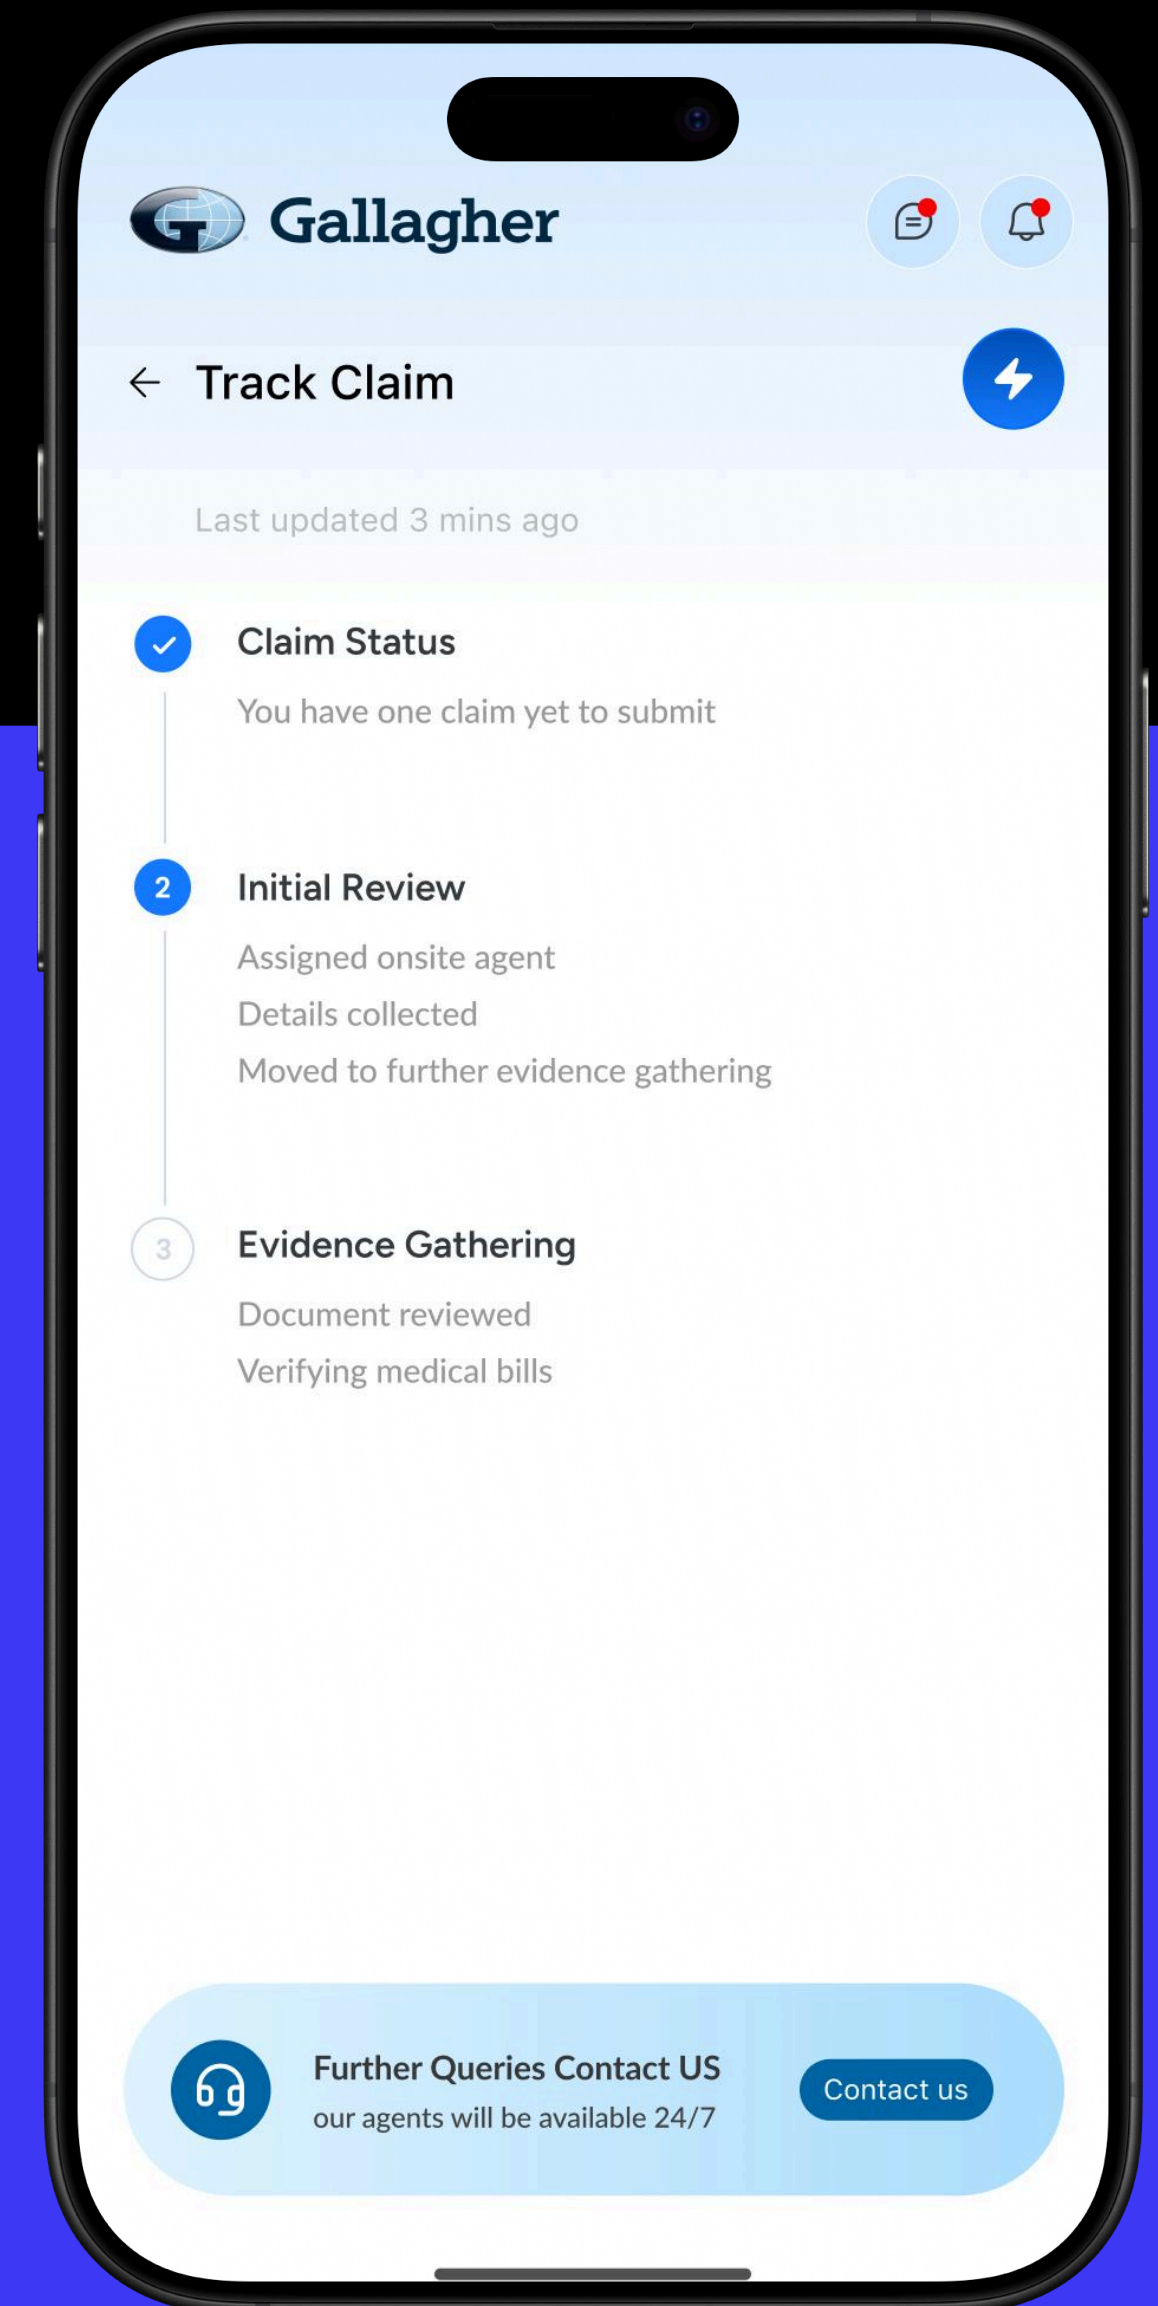 Gallagher
Track Claim
Last updated 3 mins ago
Claim Status
You have one claim yet to submit
2
Initial Review
Assigned onsite agent
Details collected
Moved to further evidence gathering
3
Evidence Gathering
Document reviewed
Verifying medical bills
Further Queries Contact US
our agents will be available 24/7
Contact us